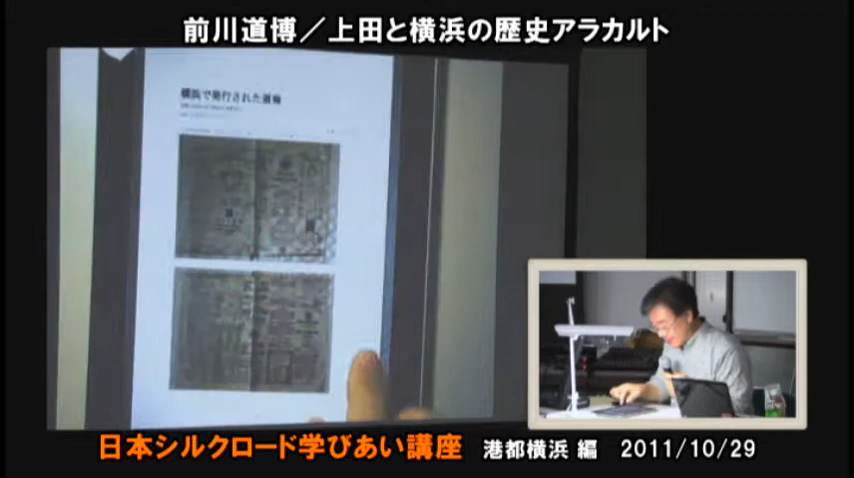 前川道博／上田と横浜の歴史アラカルト
横浜で発行された
日本シルクロード学びあい講座 港都横浜 編 2011/10/29